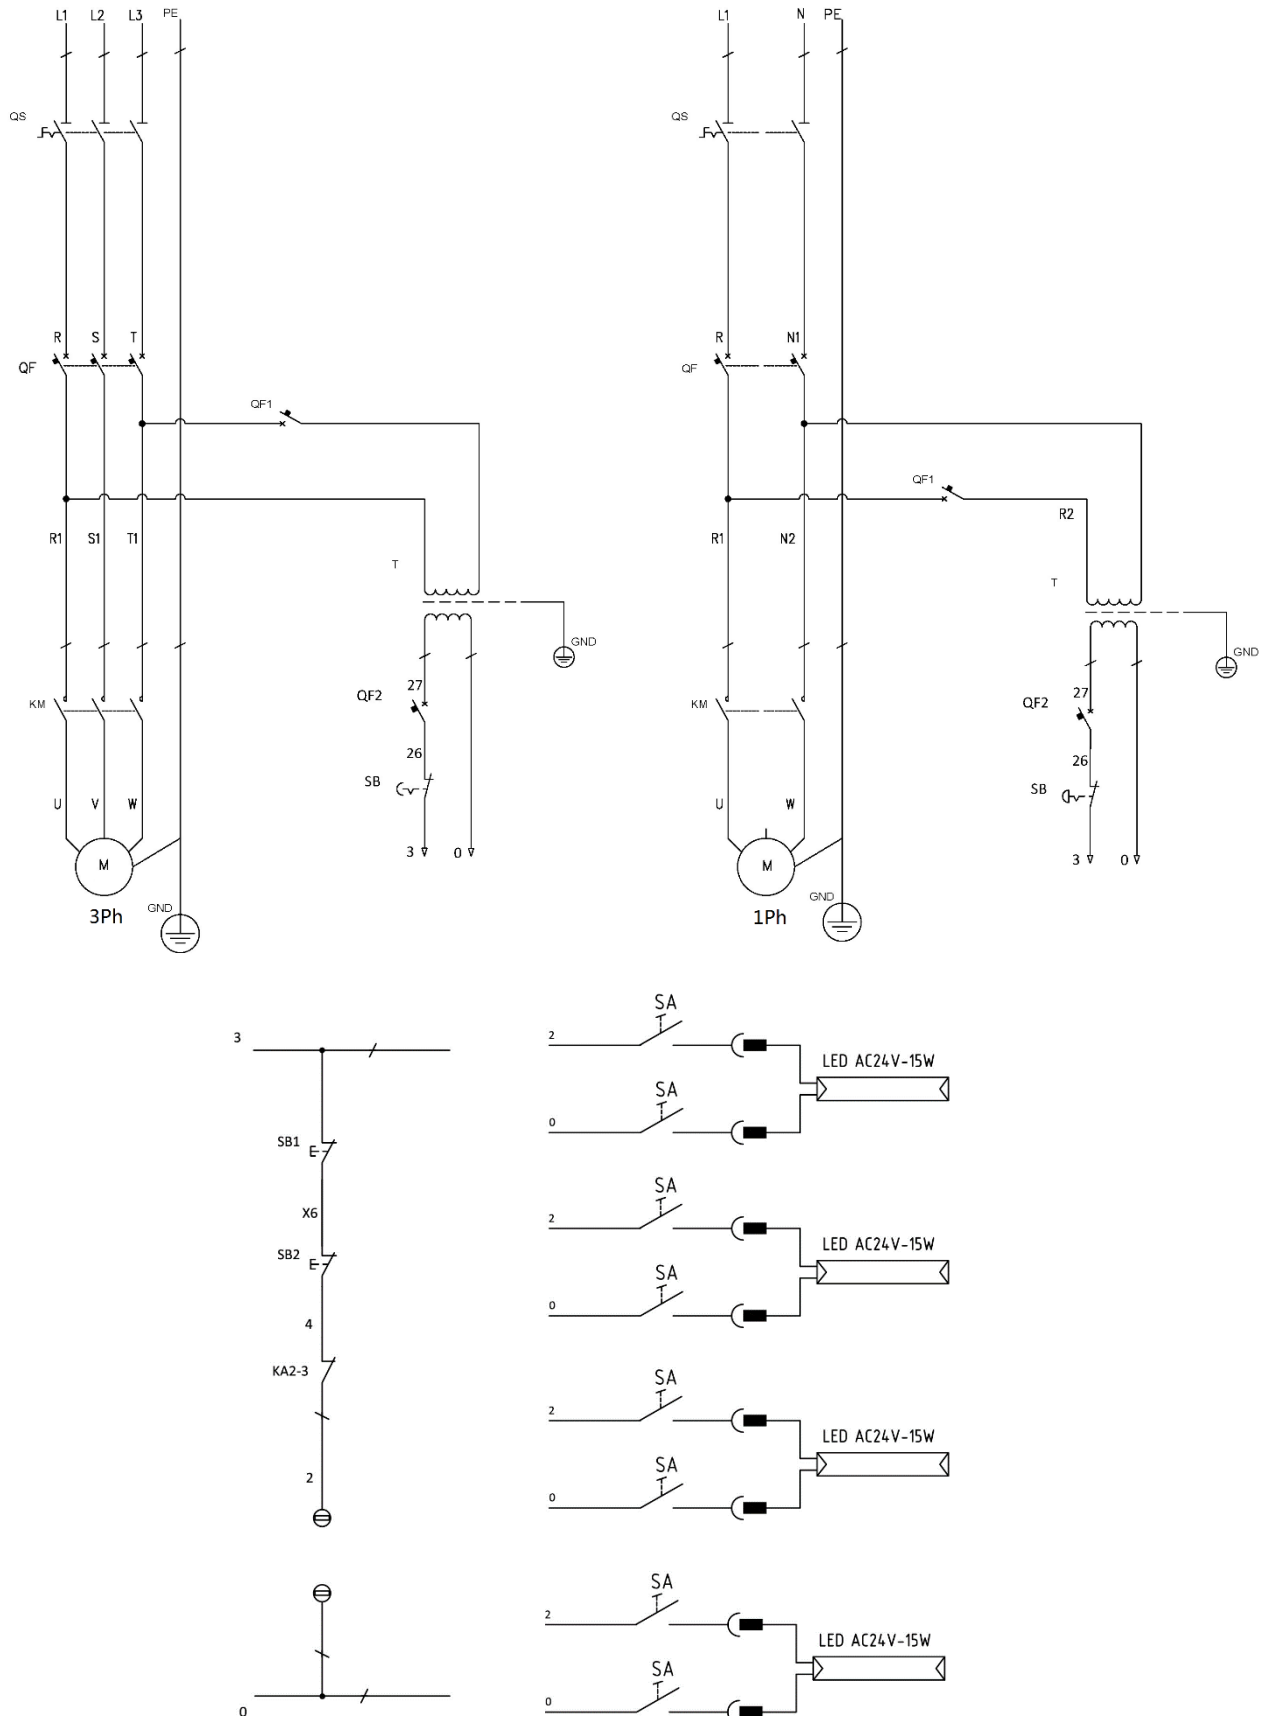 L1 L2 L3 PE
QS
R S T
QF
QF1
R1 S1 T1
T
GND
27
QF2
KM
26
SB
U V W
M
3 0
GND
3Ph
L1 N PE
QS
R N1
QF
QF1
R2
R1 N2
T
GND
27
QF2
KM
26
SB
U W
M
3 0
GND
1Ph
3
SB1
X6
SB2
4
KA2-3
2
0
SA
2
LED AC24V-15W
SA
0
SA
2
LED AC24V-15W
SA
0
SA
2
LED AC24V-15W
SA
0
SA
2
LED AC24V-15W
SA
0